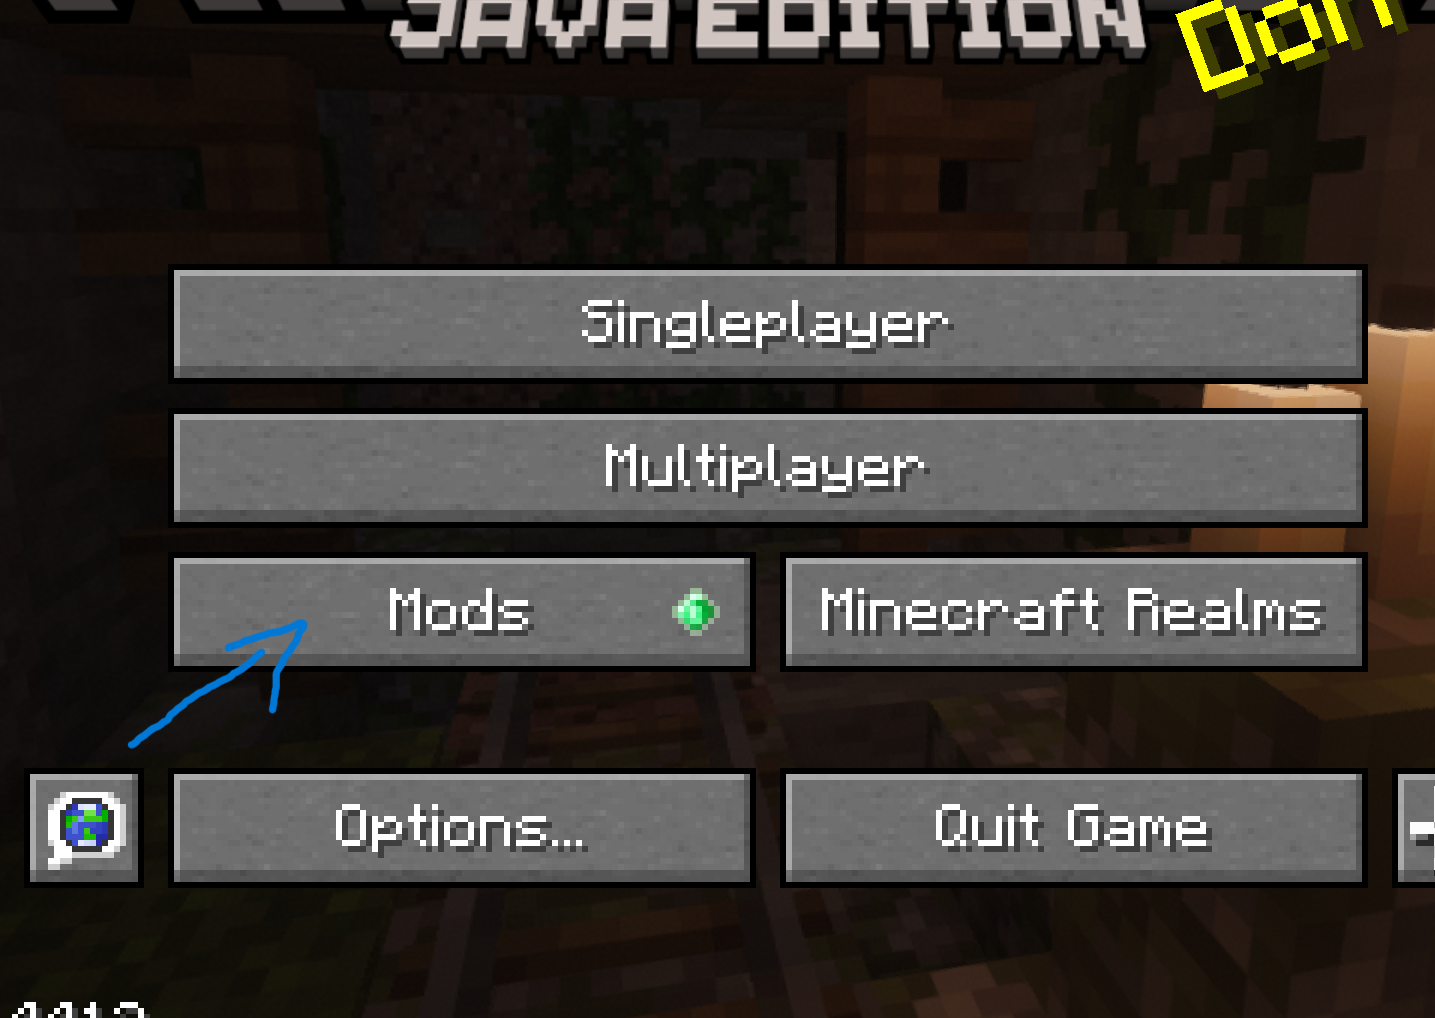 JAVA EDITION
Singleplayer
Multiplayer
Mods
Minecraft Realms
Options...
Quit Game